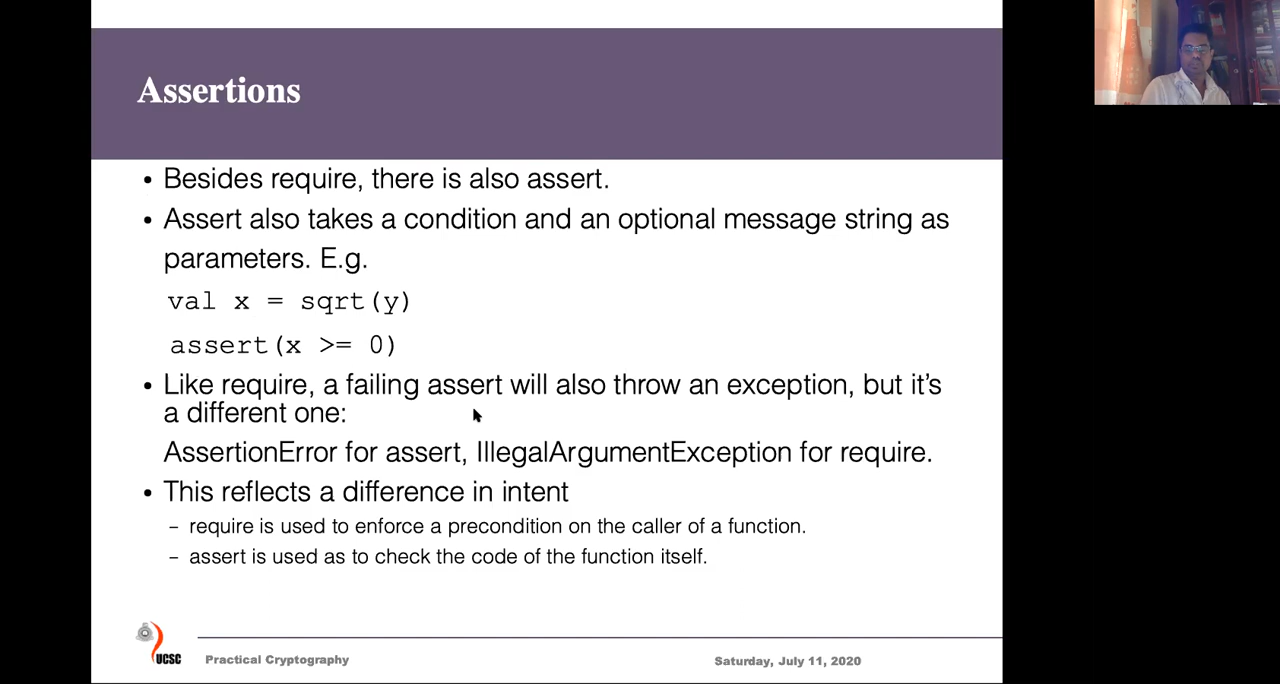 Assertions
• Besides require, there is also assert.
• Assert also takes a condition and an optional message string as
parameters. E.g.
val x = sqrt(y)
assert(x >= 0)
• Like require, a failing assert will also throw an exception, but it's
a different one:
AssertionError for assert, IllegalArgumentException for require.
• This reflects a difference in intent
– require is used to enforce a precondition on the caller of a function.
– assert is used as to check the code of the function itself.
UCSC
Practical Cryptography
Saturday, July 11, 2020